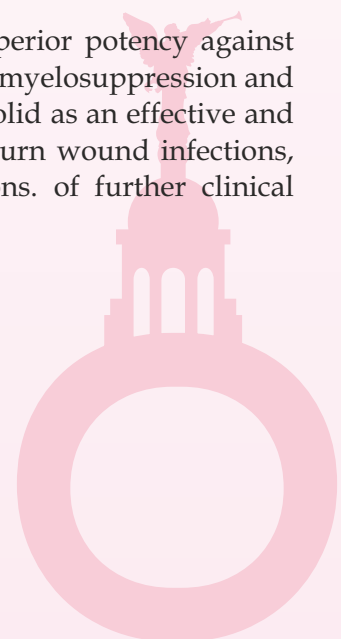 perior potency against
myelosuppression and
olid as an effective and
urn wound infections,
ns. of further clinical